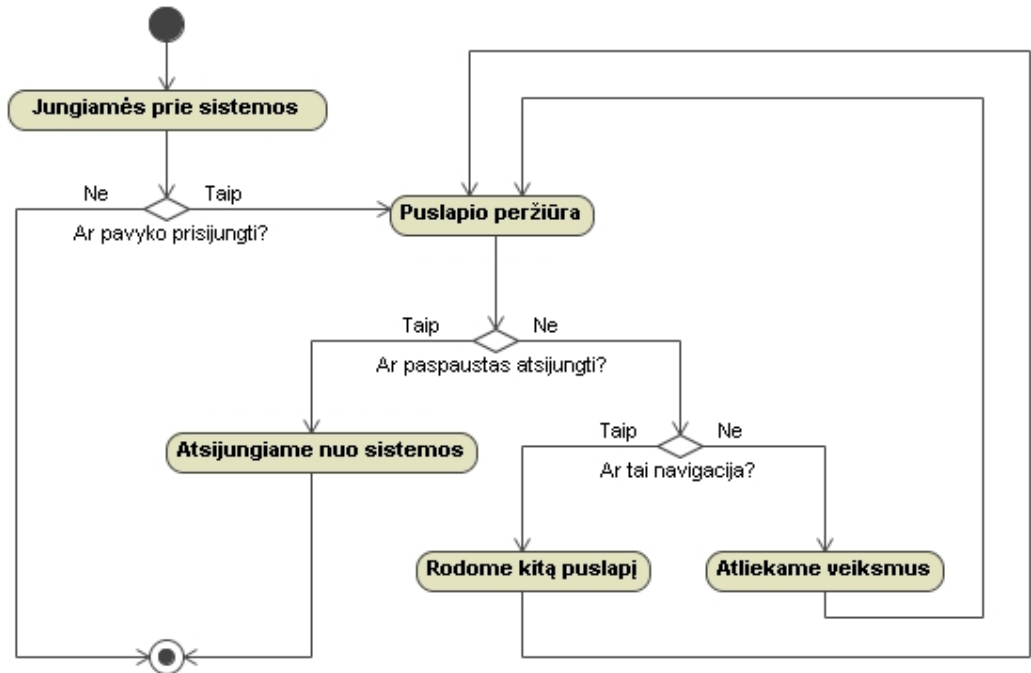 Jungiamės prie sistemos
Ne
Taip
Ar pavyko prisijungti?
Puslapio peržiūra
Taip
Ne
Ar paspaustas atsijungti?
Atsijungiame nuo sistemos
Taip
Ne
Ar tai navigacija?
Rodome kitą puslapį
Atliekame veiksmus